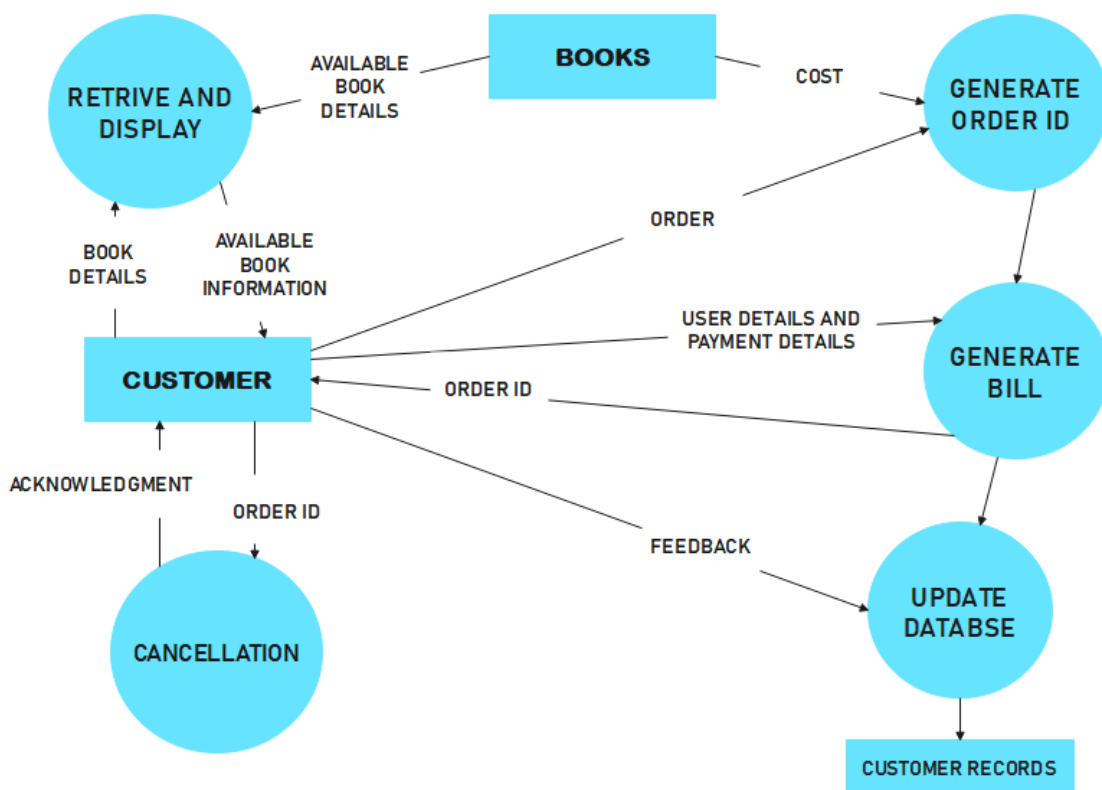 BOOKS
AVAILABLE
BOOK
DETAILS
COST
RETRIVE AND
DISPLAY
GENERATE
ORDER ID
ORDER
BOOK
DETAILS
AVAILABLE
BOOK
INFORMATION
USER DETAILS AND
PAYMENT DETAILS
GENERATE
BILL
CUSTOMER
ORDER ID
ACKNOWLEDGMENT
ORDER ID
FEEDBACK
UPDATE
DATABSE
CANCELLATION
CUSTOMER RECORDS